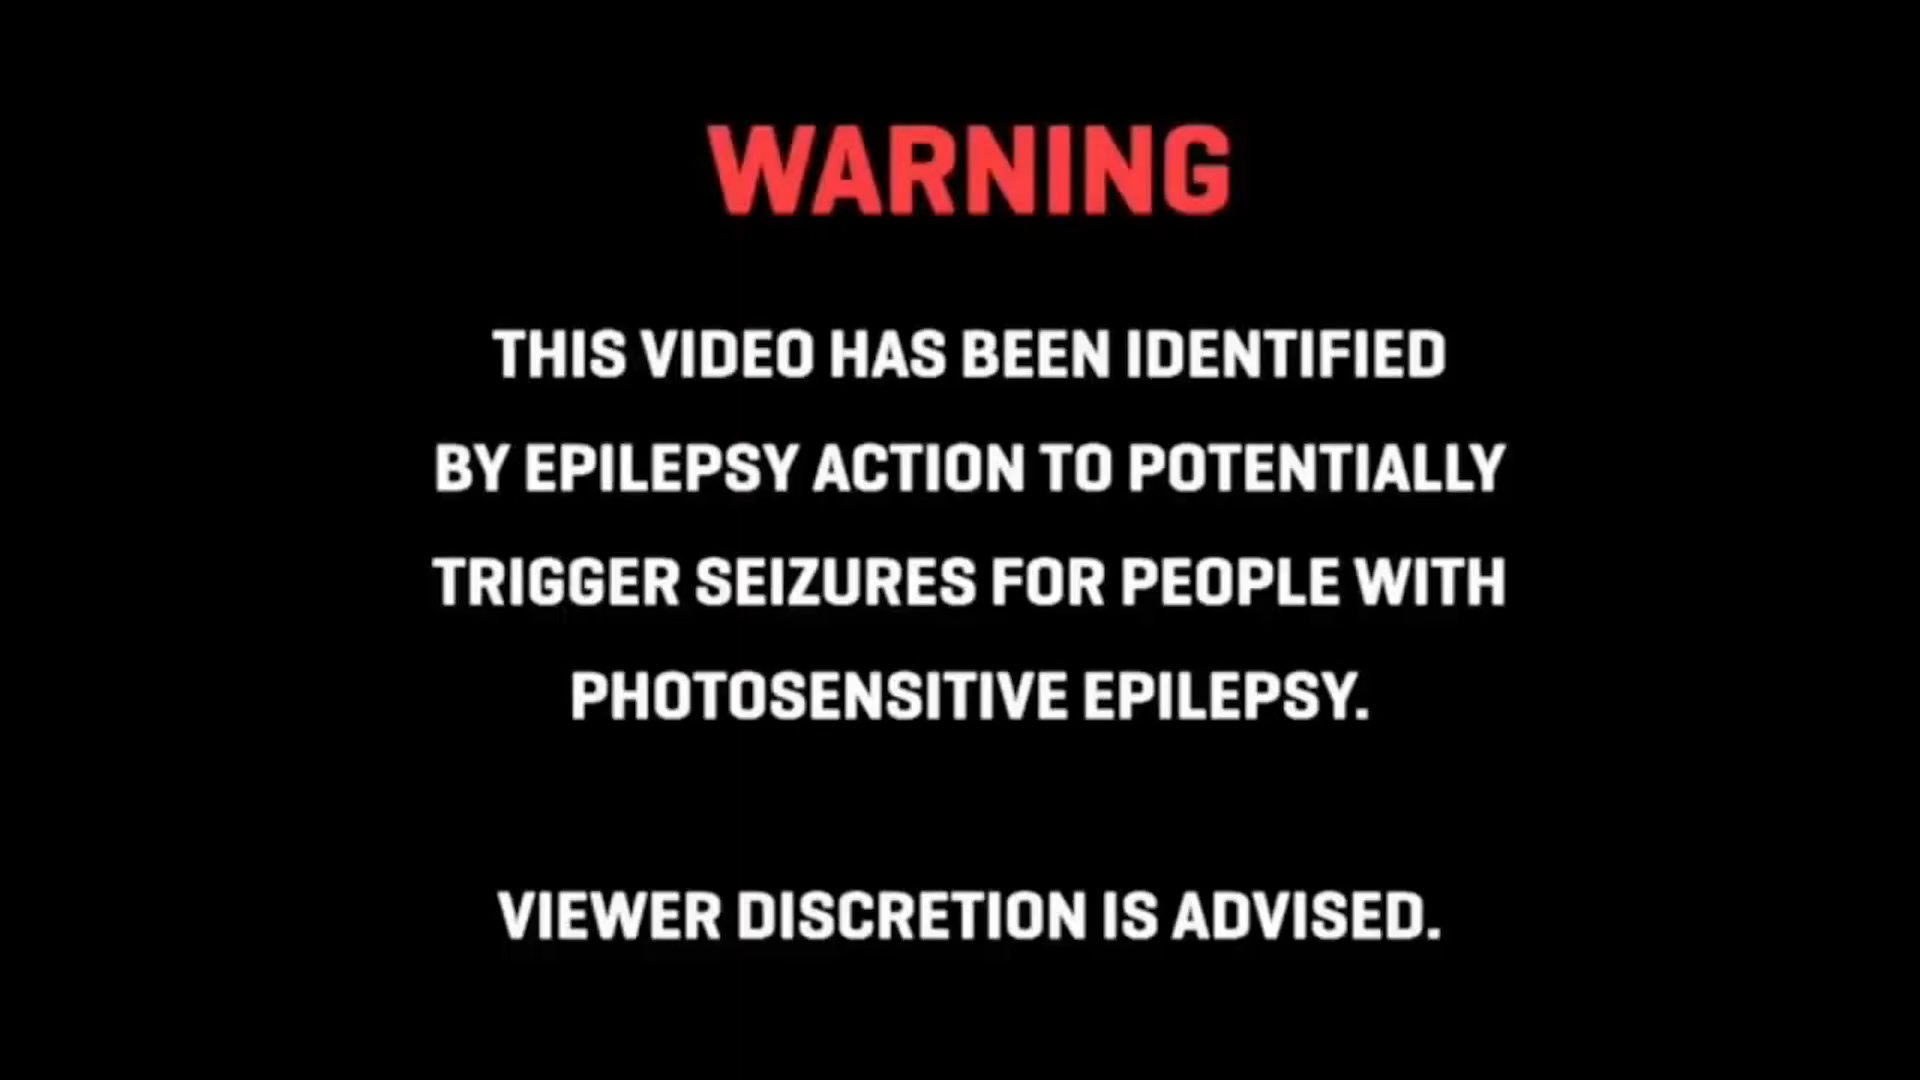 WARNING
THIS VIDEO HAS BEEN IDENTIFIED
BY EPILEPSY ACTION TO POTENTIALLY
TRIGGER SEIZURES FOR PEOPLE WITH
PHOTOSENSITIVE EPILEPSY.
VIEWER DISCRETION IS ADVISED.